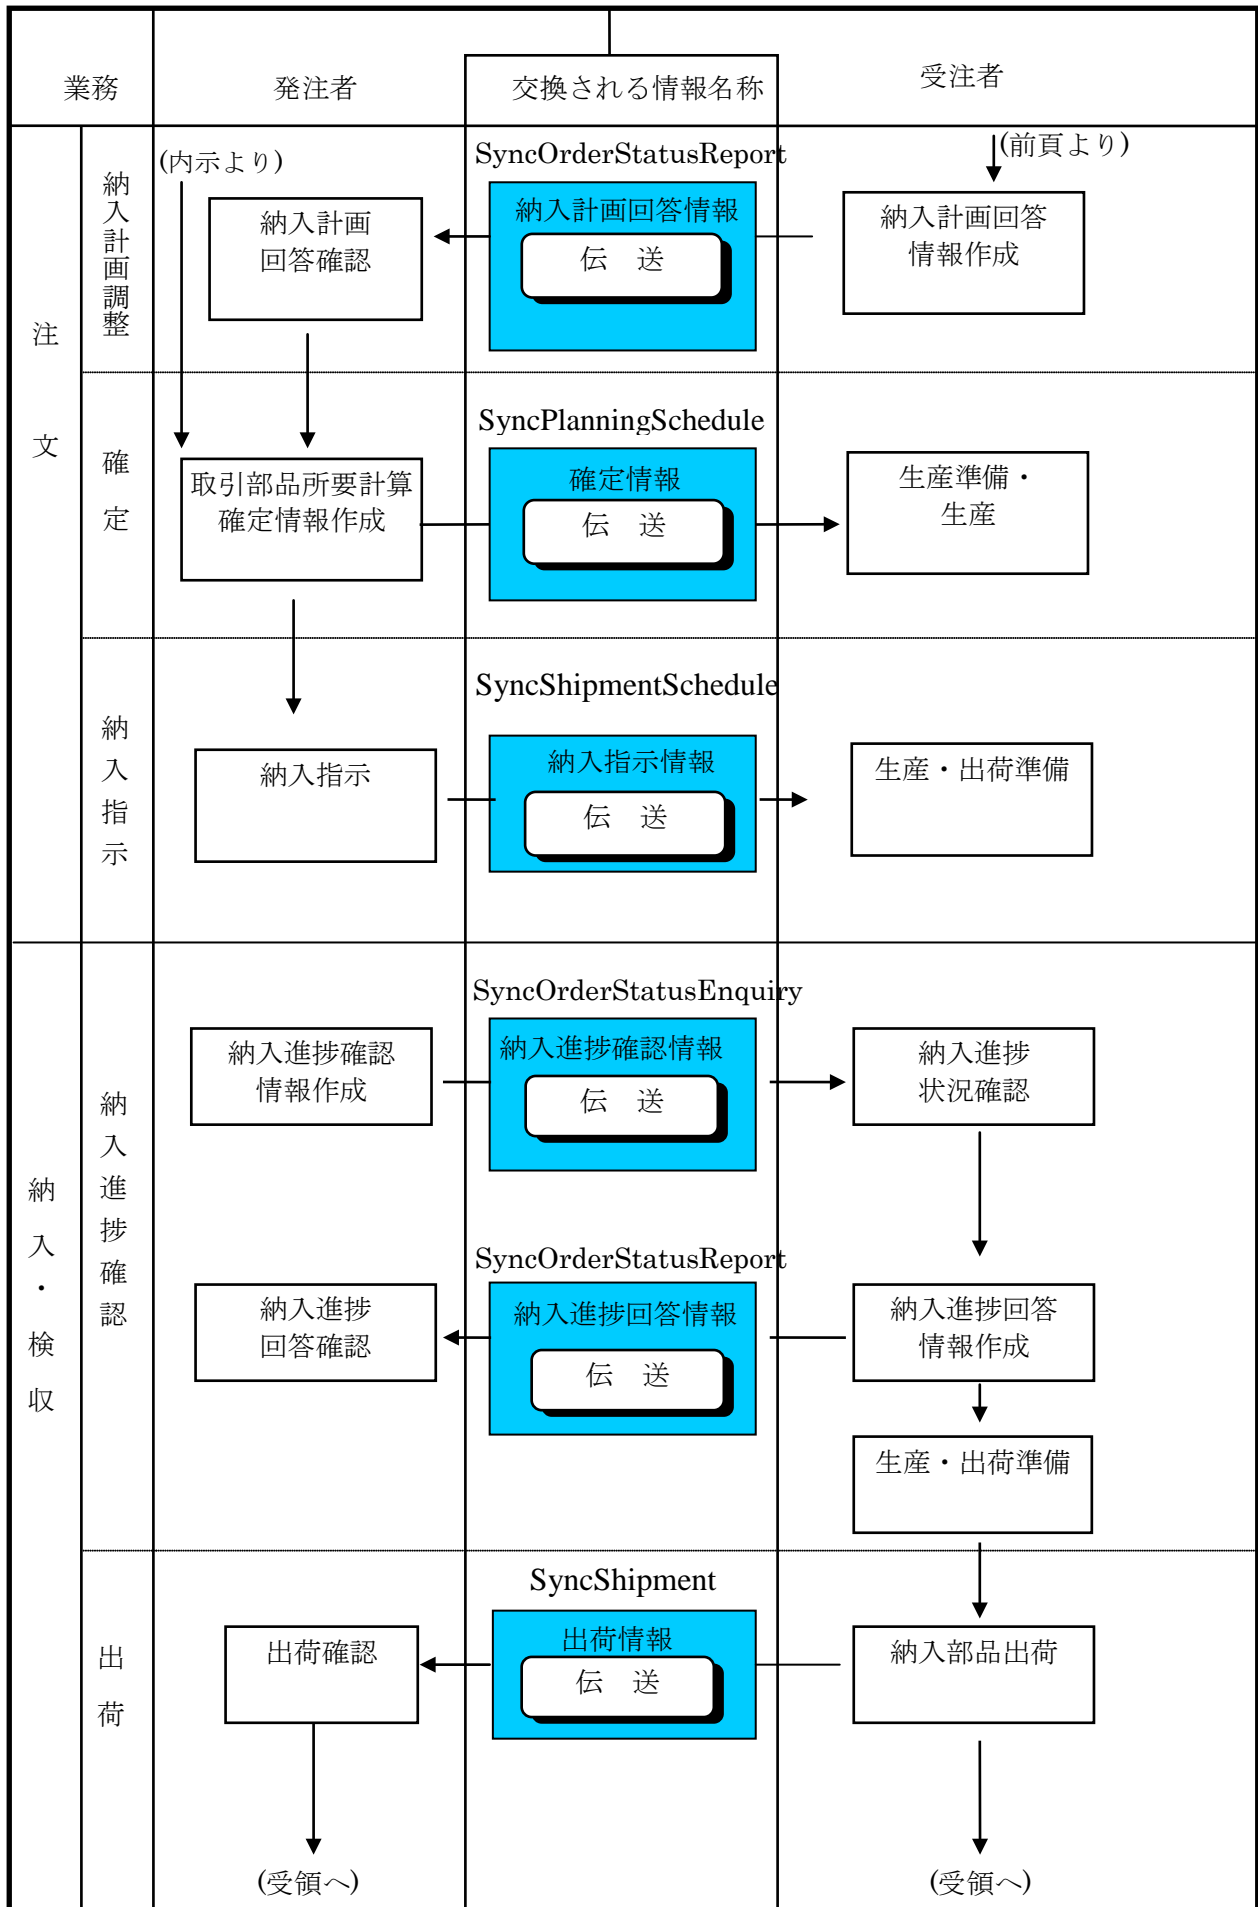 業務
発注者
交換される情報名称
受注者
注文
納入計画調整
(内示より)
SyncOrderStatusReport
(前頁より)
納入計画
回答確認
納入計画回答情報
伝　送
納入計画回答
情報作成
確定
SyncPlanningSchedule
取引部品所要計算
確定情報作成
確定情報
伝　送
生産準備・
生産
納入指示
SyncShipmentSchedule
納入指示
納入指示情報
伝　送
生産・出荷準備
納入・検収
納入進捗確認
SyncOrderStatusEnquiry
納入進捗確認
情報作成
納入進捗確認情報
伝　送
納入進捗
状況確認
SyncOrderStatusReport
納入進捗
回答確認
納入進捗回答情報
伝　送
納入進捗回答
情報作成
生産・出荷準備
出荷
SyncShipment
出荷確認
出荷情報
伝　送
納入部品出荷
(受領へ)
(受領へ)